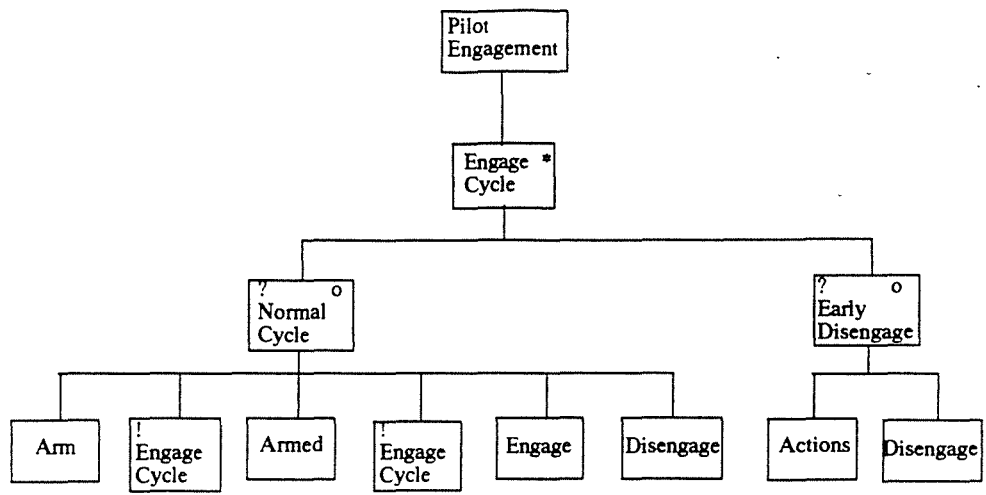 Pilot
Engagement
Engage *
Cycle
? o
Normal
Cycle
? o
Early
Disengage
Arm
!
Engage
Cycle
Armed
!
Engage
Cycle
Engage
Disengage
Actions
Disengage